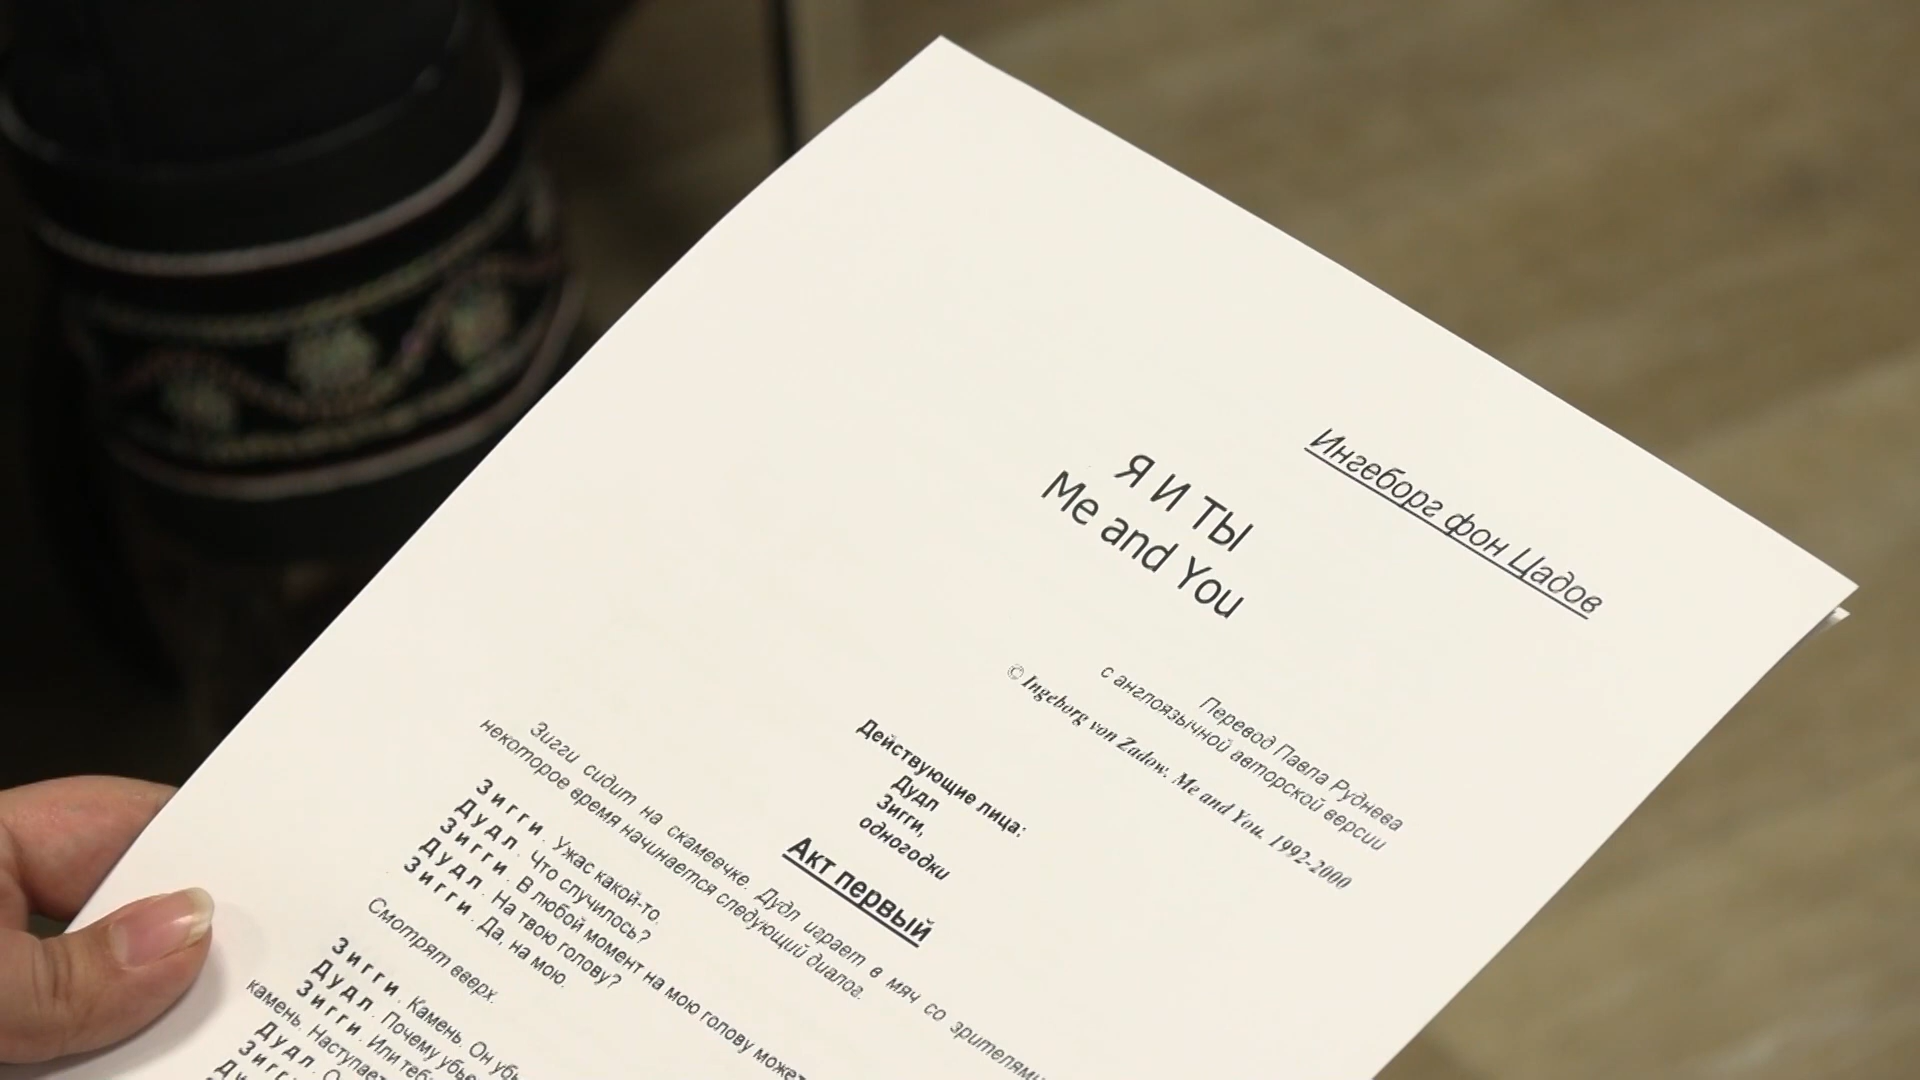 Ингеборг фон Цадов
Я И ТЫ
Me and You
Перевод Павла Руднева
с англоязычной авторской версии
© Ingeborg von Zadow. Me and You. 1992-2000
Действующие лица:
Дудл
Зигги,
одногодки
Акт первый
Зигги сидит на скамеечке. Дудл играет в мяч со зрителями
некоторое время начинается следующий диалог.
Зигги. Ужас какой-то.
Дудл. Что случилось?
Зигги. В любой момент на мою голову может
Дудл. На твою голову?
Зигги. Да, на мою.
Смотрят вверх.
Зигги. Камень. Он
Дудл. Почему
Зигги. Или
камень.
Дудл.